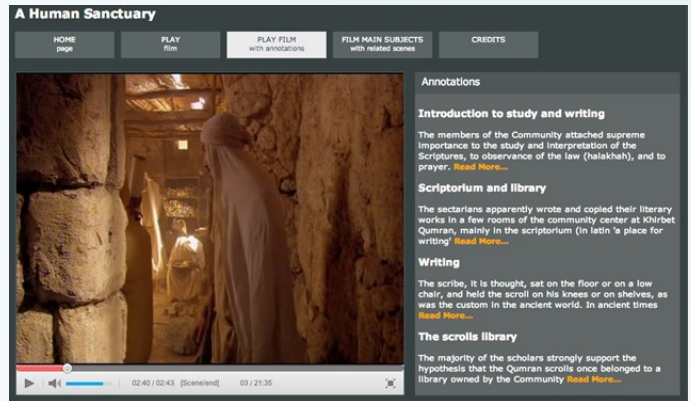 A Human Sanctuary
HOME
page
PLAY
film
PLAY FILM
with annotations
FILM MAIN SUBJECTS
with related scenes
CREDITS
Annotations
Introduction to study and writing
The members of the Community attached supreme
importance to the study and interpretation of the
Scriptures, to observance of the law (halakhah), and to
prayer. Read More...
Scriptorium and library
The sectarians apparently wrote and copied their literary
works in a few rooms of the community center at Khirbet
Qumran, mainly in the scriptorium (in latin 'a place for
writing' Read More...
Writing
The scribe, it is thought, sat on the floor or on a low
chair, and held the scroll on his knees or on shelves, as
was the custom in the ancient world. In ancient times
Read More...
The scrolls library
The majority of the scholars strongly support the
hypothesis that the Qumran scrolls once belonged to a
library owned by the Community Read More...
02:40 / 02:43 [Scene/end] 03 / 21:35